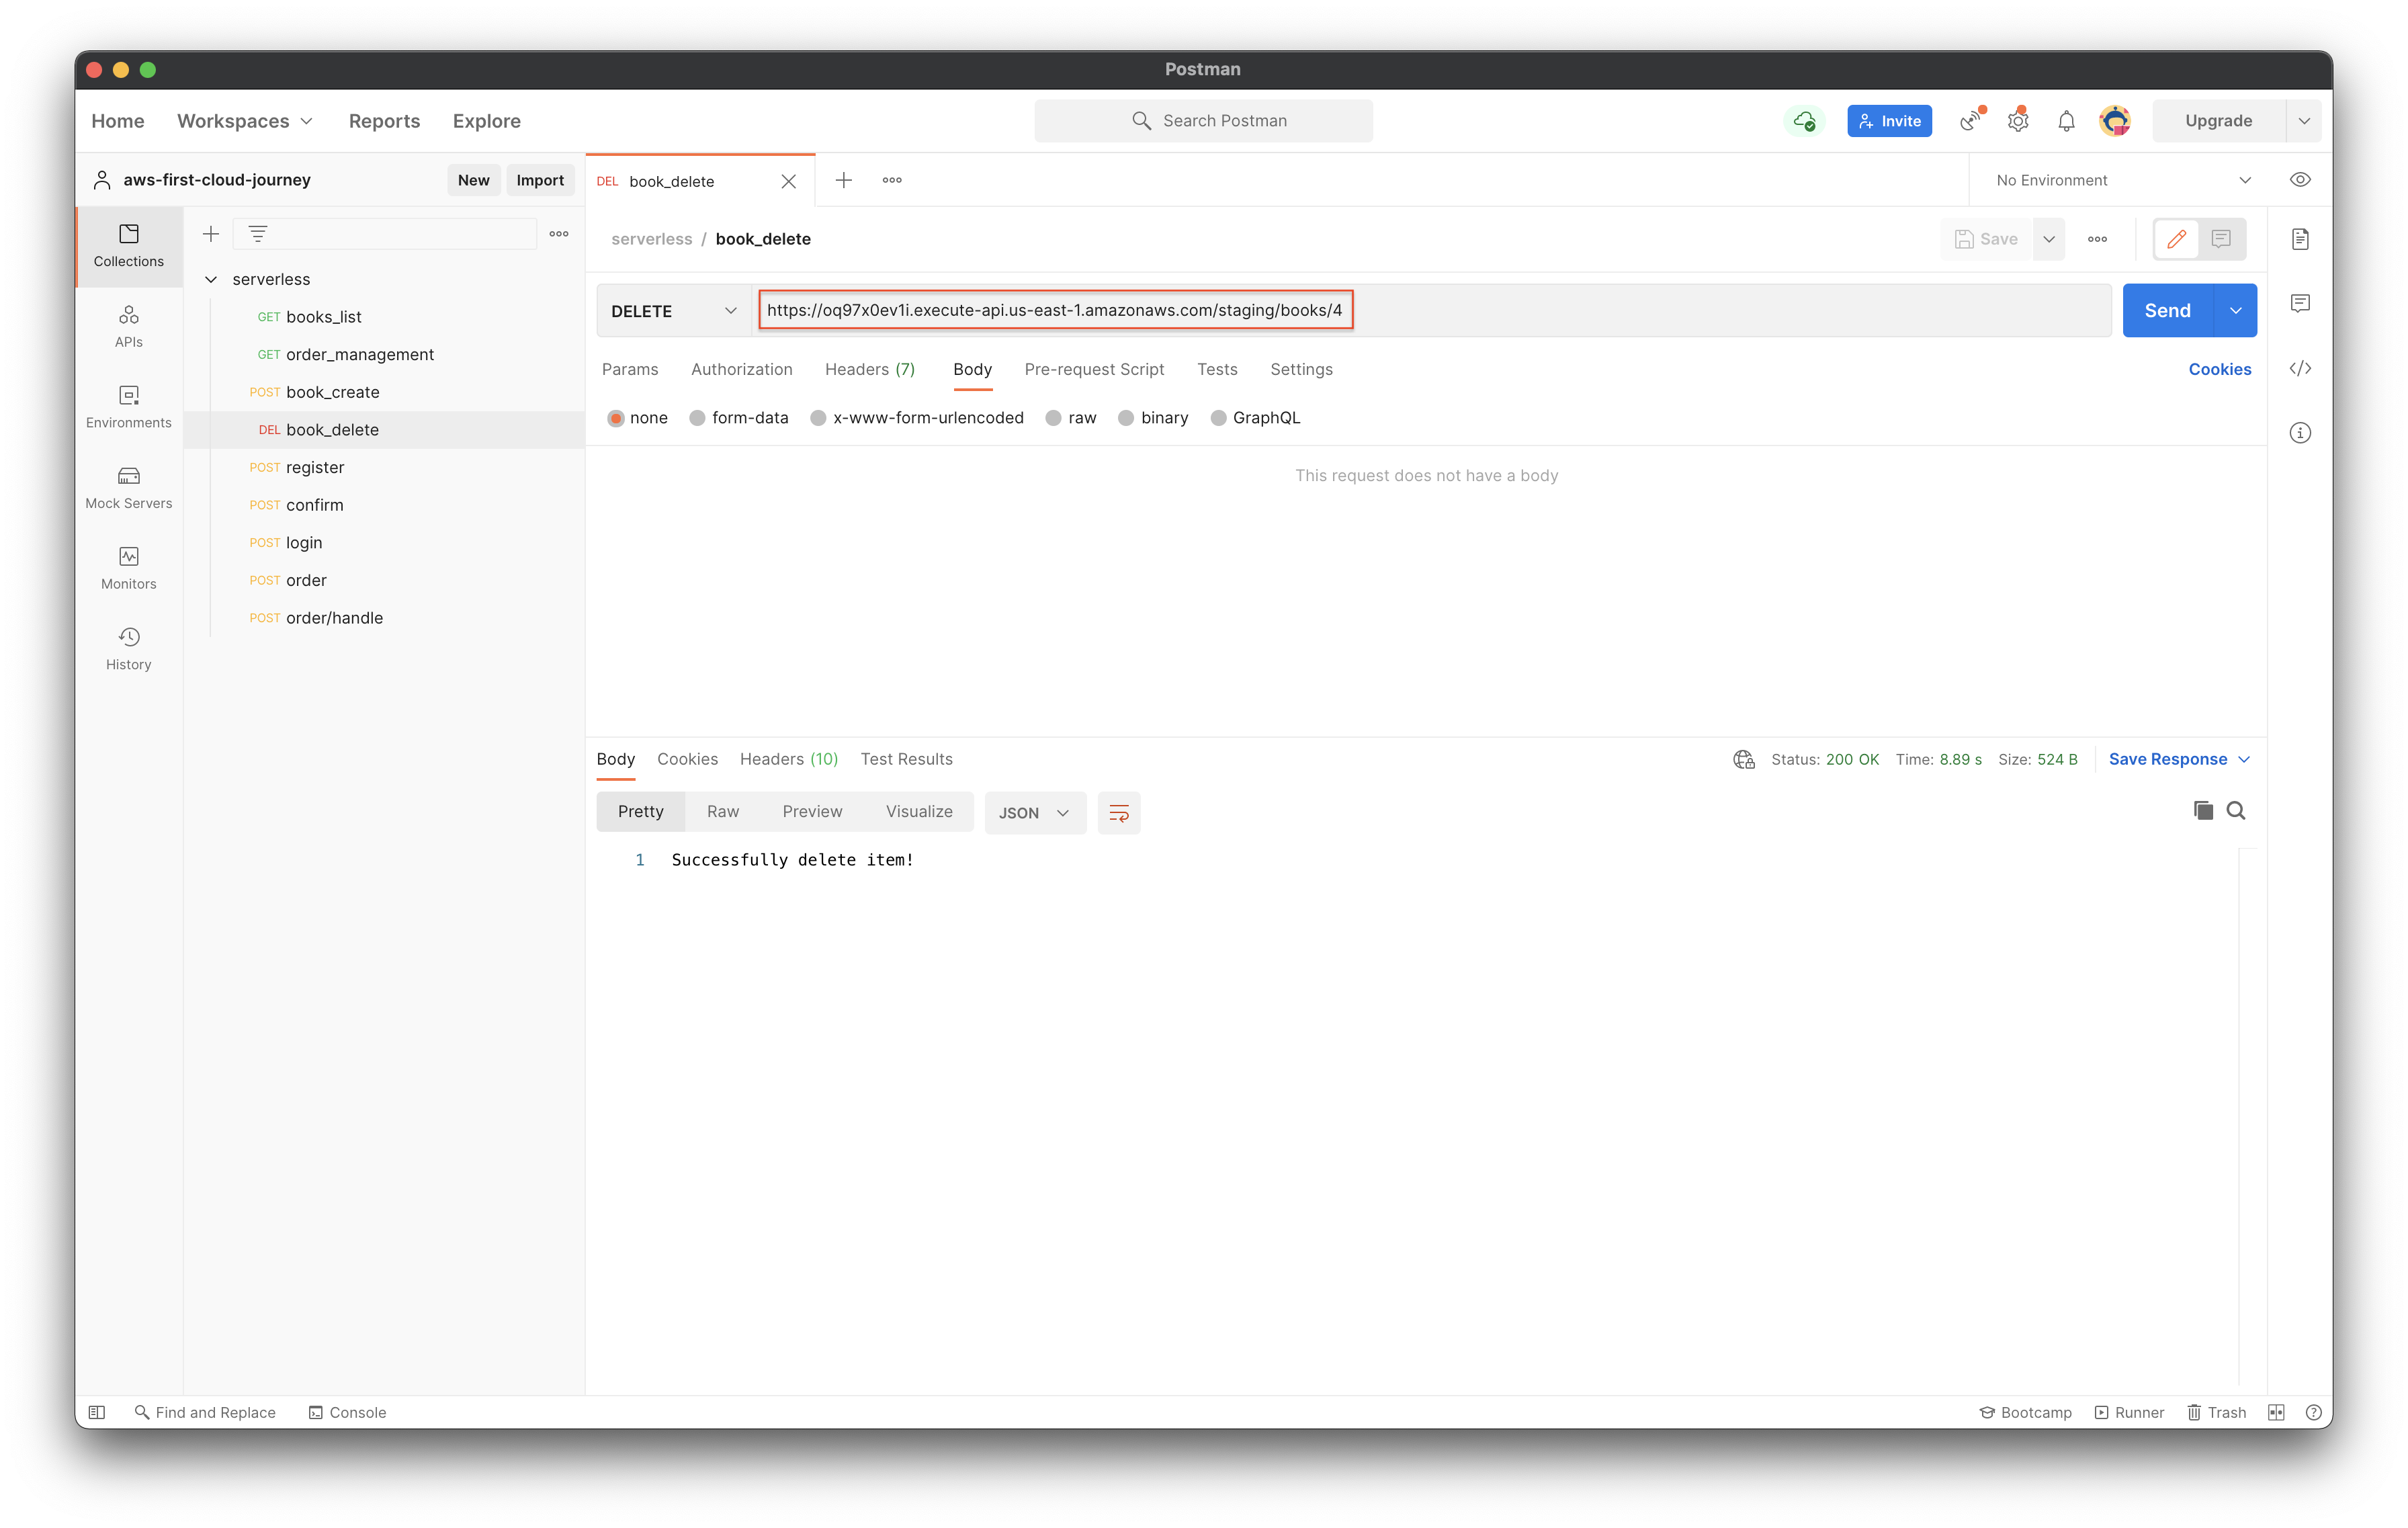 Postman
Home Workspaces Reports Explore Search Postman Invite Upgrade
aws-first-cloud-journey New Import DEL book_delete No Environment
serverless / book_delete Save
Collections
APIs
Environments
Mock Servers
Monitors
History
serverless
GET books_list
GET order_management
POST book_create
DEL book_delete
POST register
POST confirm
POST login
POST order
POST order/handle
DELETE https://oq97x0ev1i.execute-api.us-east-1.amazonaws.com/staging/books/4 Send
Params Authorization Headers (7) Body Pre-request Script Tests Settings Cookies
none form-data x-www-form-urlencoded raw binary GraphQL
This request does not have a body
Body Cookies Headers (10) Test Results Status: 200 OK Time: 8.89 s Size: 524 B Save Response
Pretty Raw Preview Visualize JSON
1 Successfully delete item!
Find and Replace Console Bootcamp Runner Trash